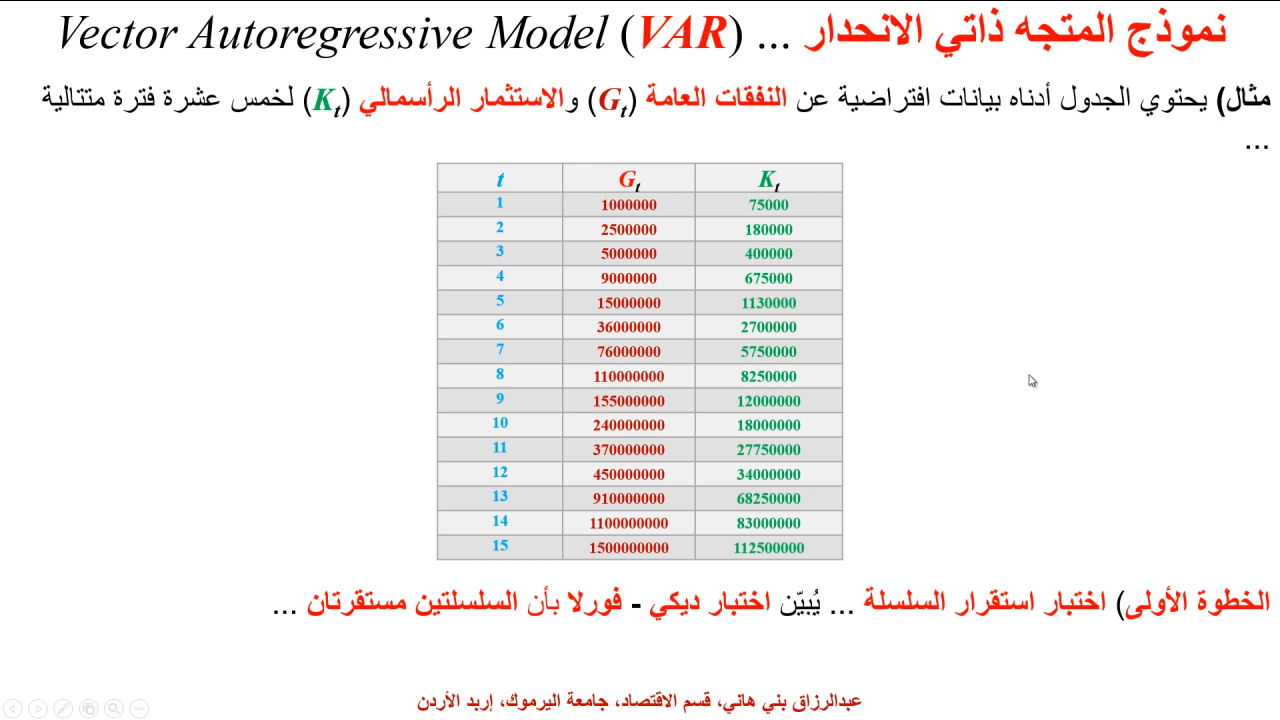 نموذج المتجه ذاتي الانحدار ... Vector Autoregressive Model (VAR)
مثال) يحتوي الجدول أدناه بيانات افتراضية عن النفقات العامة (Gt) والاستثمار الرأسمالي (Kt) لخمس عشرة فترة متتالية
...
t Gt Kt
1 1000000 75000
2 2500000 180000
3 5000000 400000
4 9000000 675000
5 15000000 1130000
6 36000000 2700000
7 76000000 5750000
8 110000000 8250000
9 155000000 12000000
10 240000000 18000000
11 370000000 27750000
12 450000000 34000000
13 910000000 68250000
14 1100000000 83000000
15 1500000000 112500000
الخطوة الأولى) اختبار استقرار السلسلة ... يُبيّن اختبار ديكي - فورلا بأن السلسلتين مستقرتان ...
عبدالرزاق بني هاني، قسم الاقتصاد، جامعة اليرموك، إربد الأردن